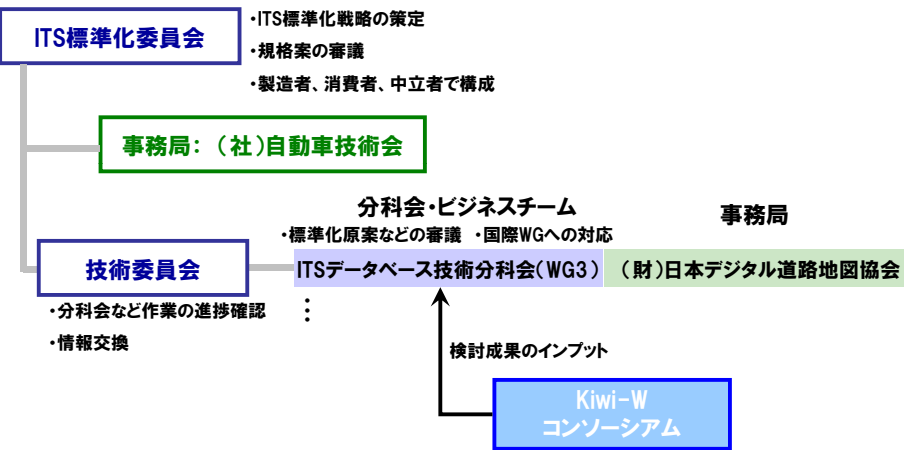 ITS標準化委員会
・ITS標準化戦略の策定
・規格案の審議
・製造者、消費者、中立者で構成
事務局：（社）自動車技術会
分科会・ビジネスチーム
事務局
・標準化原案などの審議 ・国際WGへの対応
技術委員会
ITSデータベース技術分科会（WG3）
（財）日本デジタル道路地図協会
・分科会など作業の進捗確認
・情報交換
⋮
検討成果のインプット
Kiwi-W
コンソーシアム